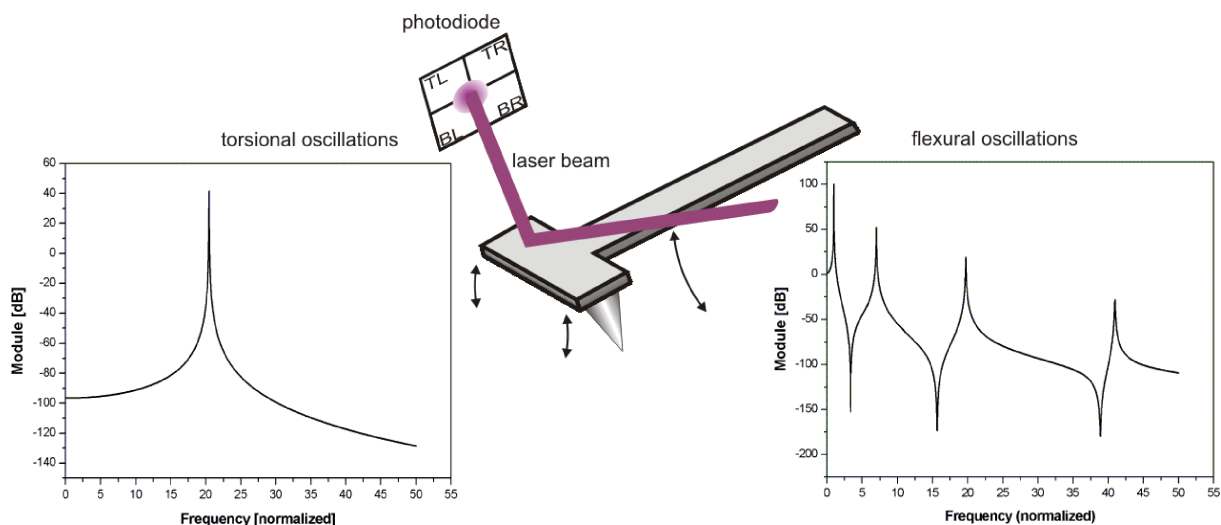 photodiode
TL
TR
BL
BR
laser beam
torsional oscillations
60
40
20
0
-20
-40
-60
-80
-100
-120
-140
Module [dB]
0 5 10 15 20 25 30 35 40 45 50 55
Frequency [normalized]
flexural oscillations
100
50
0
-50
-100
-150
-200
Module [dB]
0 5 10 15 20 25 30 35 40 45 50 55
Frequency (normalized)